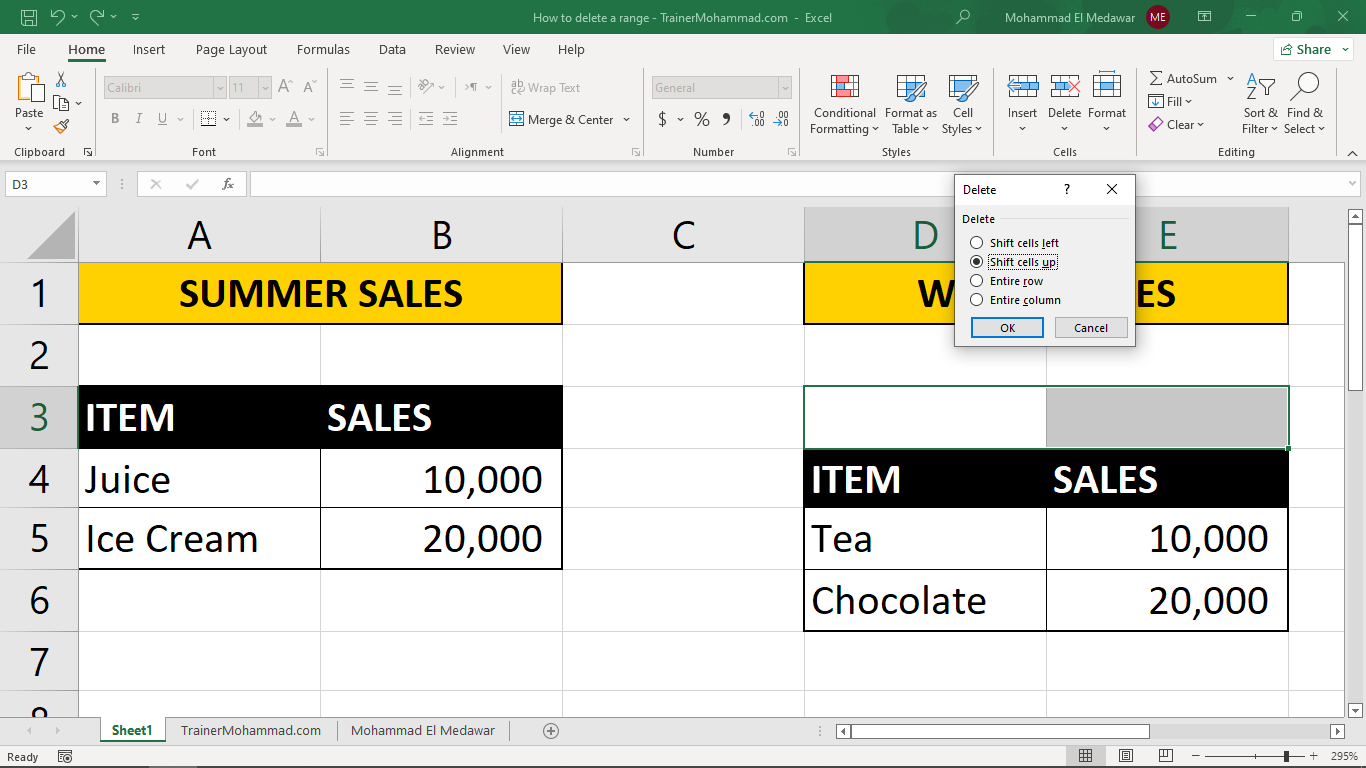 How to delete a range - TrainerMohammad.com - Excel
Mohammad El Medawar ME
File Home Insert Page Layout Formulas Data Review View Help Share
Paste
Clipboard
Calibri 11
B I U A
Font
ab Wrap Text
Merge & Center
Alignment
General
$ % 9
Number
Conditional Formatting
Format as Table
Cell Styles
Styles
Insert Delete Format
Cells
AutoSum
Fill
Clear
Sort & Filter
Find & Select
Editing
D3 fx
Delete ? X
Delete
Shift cells left
Shift cells up
Entire row
Entire column
OK Cancel
A B C D E
1 SUMMER SALES W ES
2
3 ITEM SALES
4 Juice 10,000 ITEM SALES
5 Ice Cream 20,000 Tea 10,000
6 Chocolate 20,000
7
Sheet1 TrainerMohammad.com Mohammad El Medawar
Ready 295%